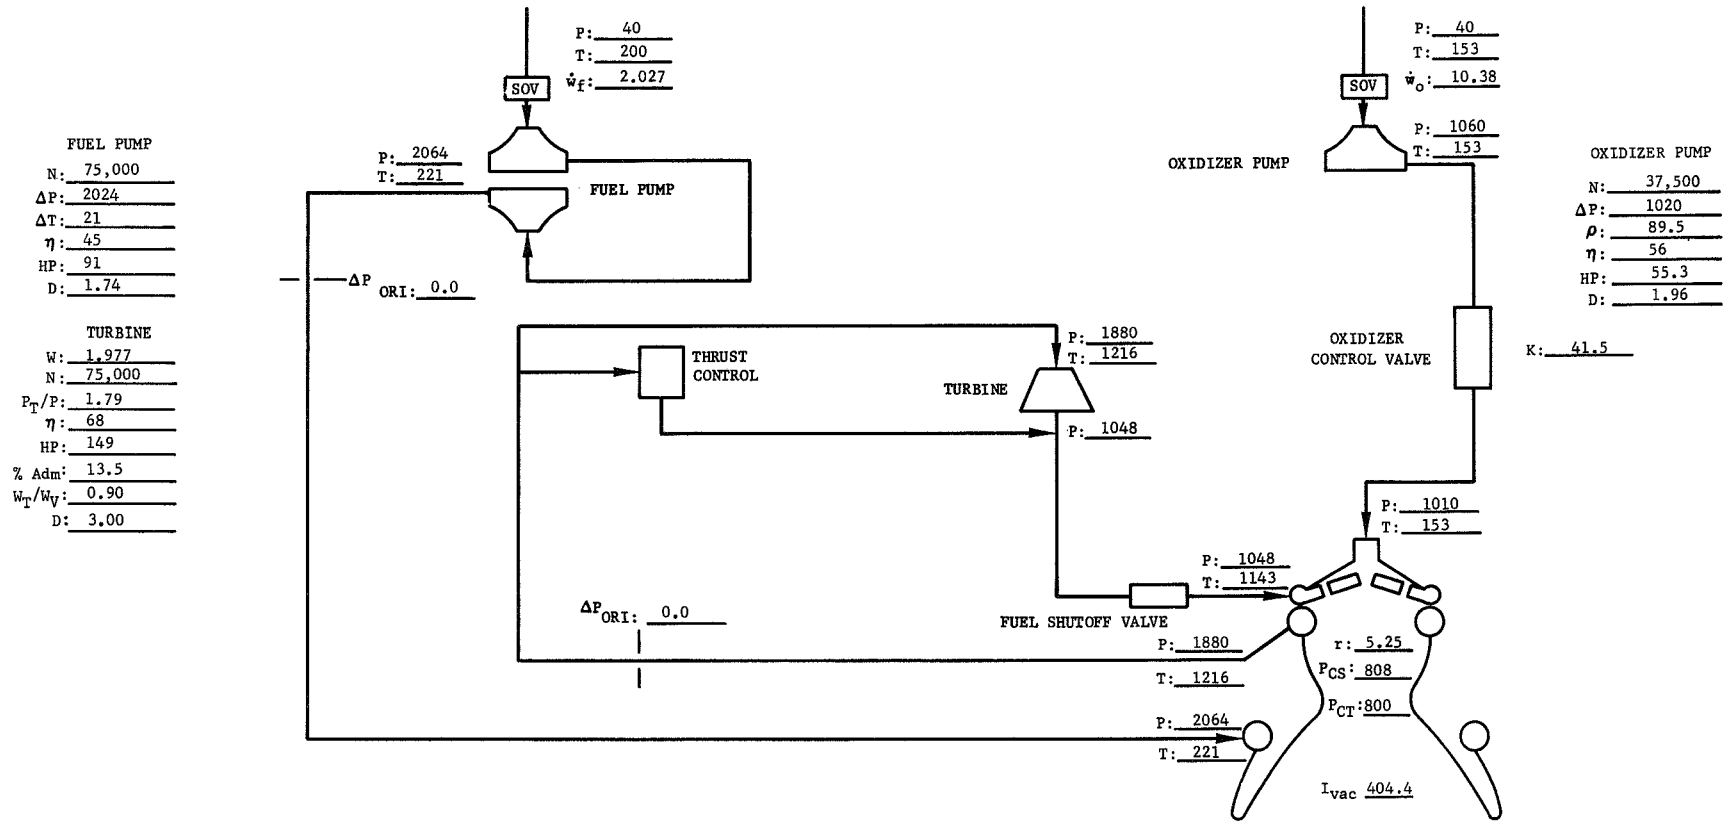 P: 40
T: 200
ẇf: 2.027
SOV
P: 40
T: 153
ẇo: 10.38
SOV
FUEL PUMP
N: 75,000
ΔP: 2024
ΔT: 21
η: 45
HP: 91
D: 1.74
P: 2064
T: 221
FUEL PUMP
ΔP ORI: 0.0
OXIDIZER PUMP
P: 1060
T: 153
OXIDIZER PUMP
N: 37,500
ΔP: 1020
ρ: 89.5
η: 56
HP: 55.3
D: 1.96
TURBINE
W: 1.977
N: 75,000
PT/P: 1.79
η: 68
HP: 149
% Adm: 13.5
WT/WV: 0.90
D: 3.00
THRUST
CONTROL
TURBINE
P: 1880
T: 1216
P: 1048
OXIDIZER
CONTROL VALVE
K: 41.5
P: 1010
T: 153
P: 1048
T: 1143
FUEL SHUTOFF VALVE
ΔPORI: 0.0
P: 1880
T: 1216
r: 5.25
PCS: 808
PCT: 800
P: 2064
T: 221
Ivac 404.4